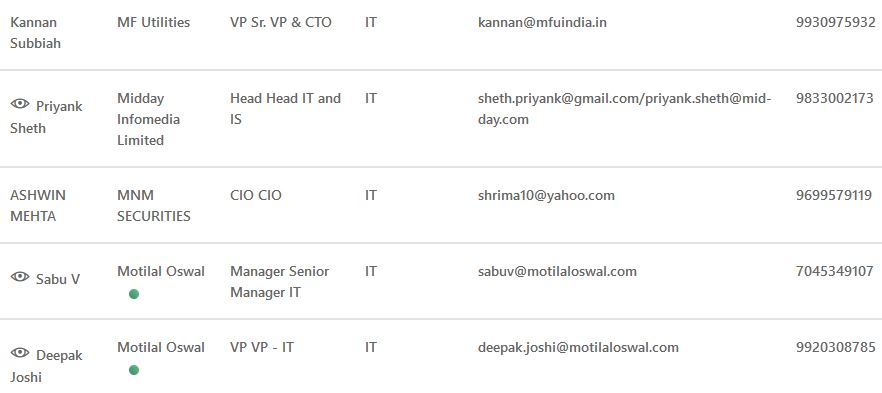 Kannan MF Utilities VP Sr. VP & CTO IT kannan@mfuindia.in 9930975932
Subbiah
Priyank Midday Head Head IT and IT sheth.priyank@gmail.com/priyank.sheth@mid- 9833002173
Sheth Infomedia IS day.com
Limited
ASHWIN MNM CIO CIO IT shrima10@yahoo.com 9699579119
MEHTA SECURITIES
Sabu V Motilal Oswal Manager Senior IT sabuv@motilaloswal.com 7045349107
Manager IT
Deepak Motilal Oswal VP VP - IT IT deepak.joshi@motilaloswal.com 9920308785
Joshi